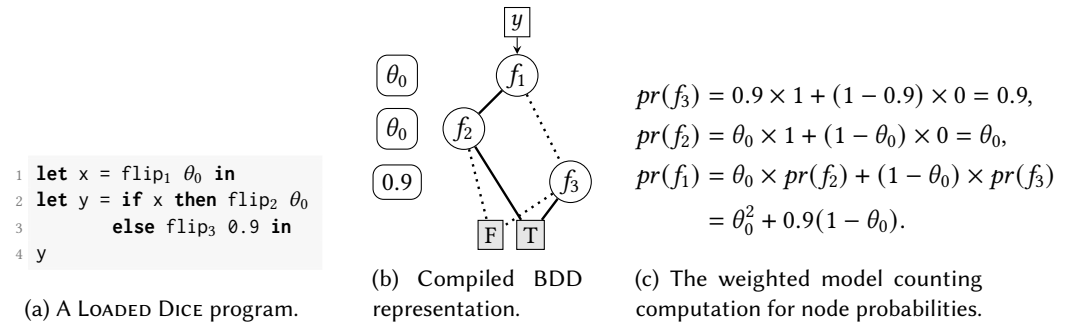 1 let x = flip₁ θ₀ in
2 let y = if x then flip₂ θ₀
3 else flip₃ 0.9 in
4 y
(a) A Loaded Dice program.
y
θ₀
f₁
θ₀
f₂
0.9
f₃
F T
(b) Compiled BDD
representation.
pr(f₃) = 0.9 × 1 + (1 − 0.9) × 0 = 0.9,
pr(f₂) = θ₀ × 1 + (1 − θ₀) × 0 = θ₀,
pr(f₁) = θ₀ × pr(f₂) + (1 − θ₀) × pr(f₃)
= θ₀² + 0.9(1 − θ₀).
(c) The weighted model counting
computation for node probabilities.